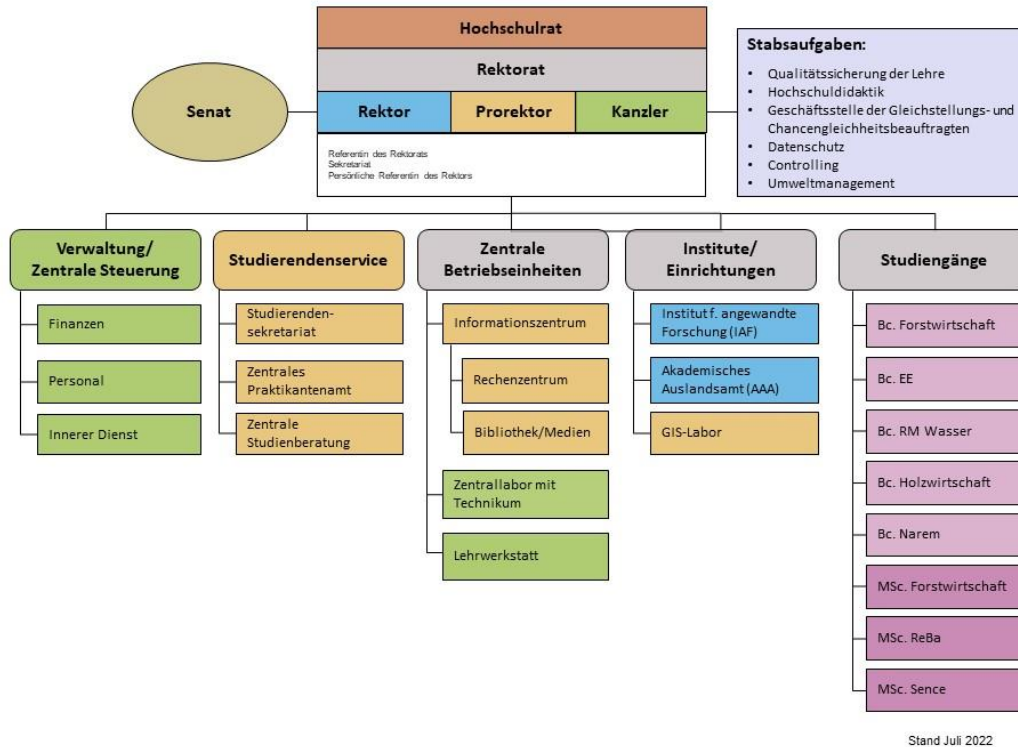 Hochschulrat
Rektorat
Rektor
Prorektor
Kanzler
Referentin des Rektorats
Sekretariat
Persönliche Referentin des Rektors
Senat
Stabsaufgaben:
• Qualitätssicherung der Lehre
• Hochschuldidaktik
• Geschäftsstelle der Gleichstellungs- und
Chancengleichheitsbeauftragten
• Datenschutz
• Controlling
• Umweltmanagement
Verwaltung/
Zentrale Steuerung
Finanzen
Personal
Innerer Dienst
Studierendenservice
Studierenden-
sekretariat
Zentrales
Praktikantenamt
Zentrale
Studienberatung
Zentrale
Betriebseinheiten
Informationszentrum
Rechenzentrum
Bibliothek/Medien
Zentrallabor mit
Technikum
Lehrwerkstatt
Institute/
Einrichtungen
Institut f. angewandte
Forschung (IAF)
Akademisches
Auslandsamt (AAA)
GIS-Labor
Studiengänge
Bc. Forstwirtschaft
Bc. EE
Bc. RM Wasser
Bc. Holzwirtschaft
Bc. Narem
MSc. Forstwirtschaft
MSc. ReBa
MSc. Sence
Stand Juli 2022